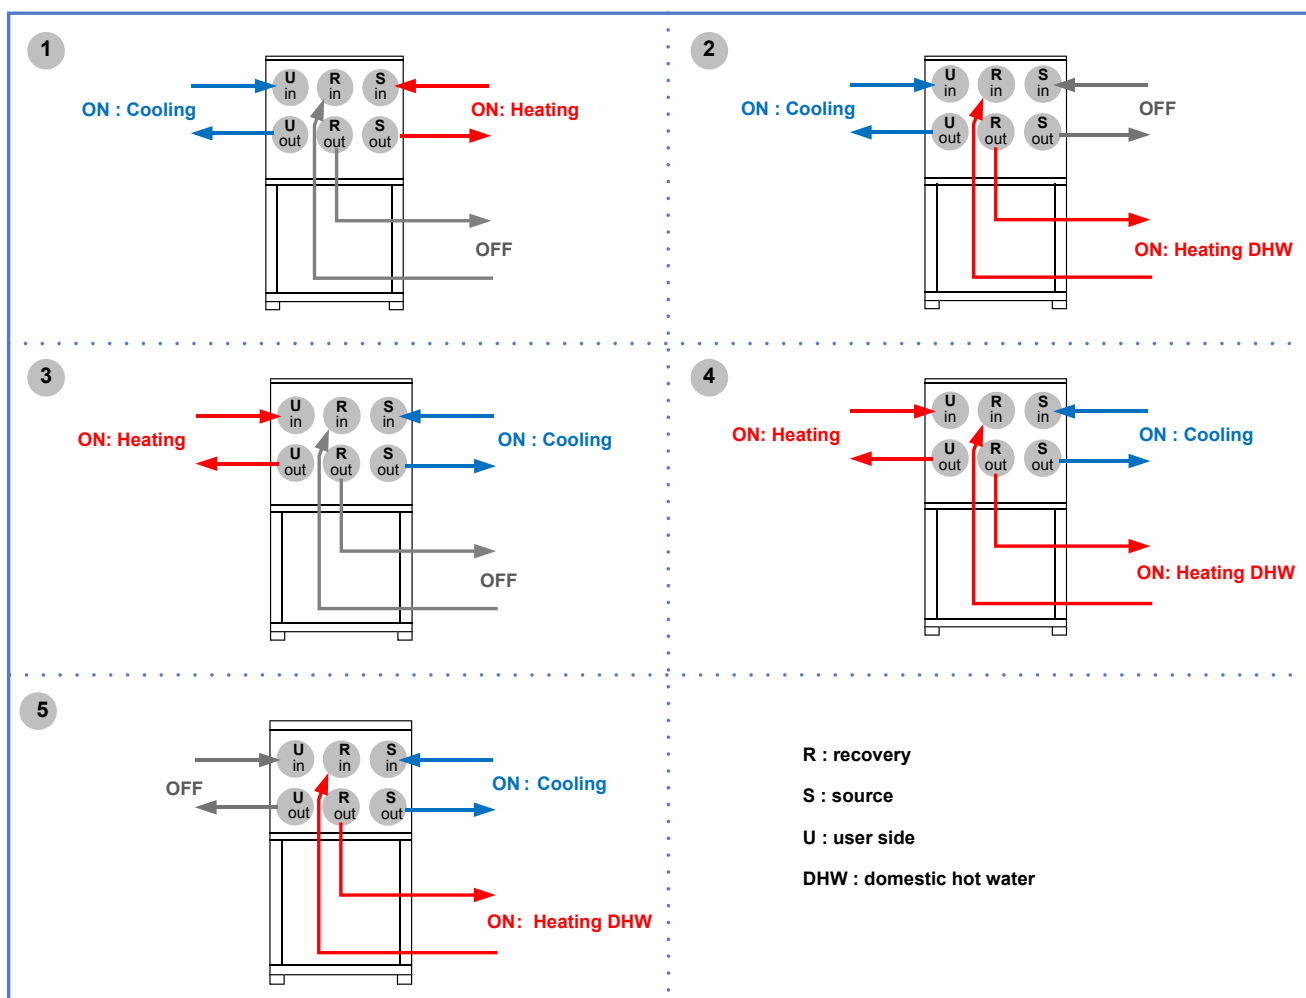 1
U in
R in
S in
ON : Cooling
ON: Heating
U out
R out
S out
OFF
2
U in
R in
S in
ON : Cooling
OFF
U out
R out
S out
ON: Heating DHW
3
U in
R in
S in
ON: Heating
ON : Cooling
U out
R out
S out
OFF
4
U in
R in
S in
ON: Heating
ON : Cooling
U out
R out
S out
ON: Heating DHW
5
U in
R in
S in
OFF
ON : Cooling
U out
R out
S out
ON: Heating DHW
R : recovery
S : source
U : user side
DHW : domestic hot water